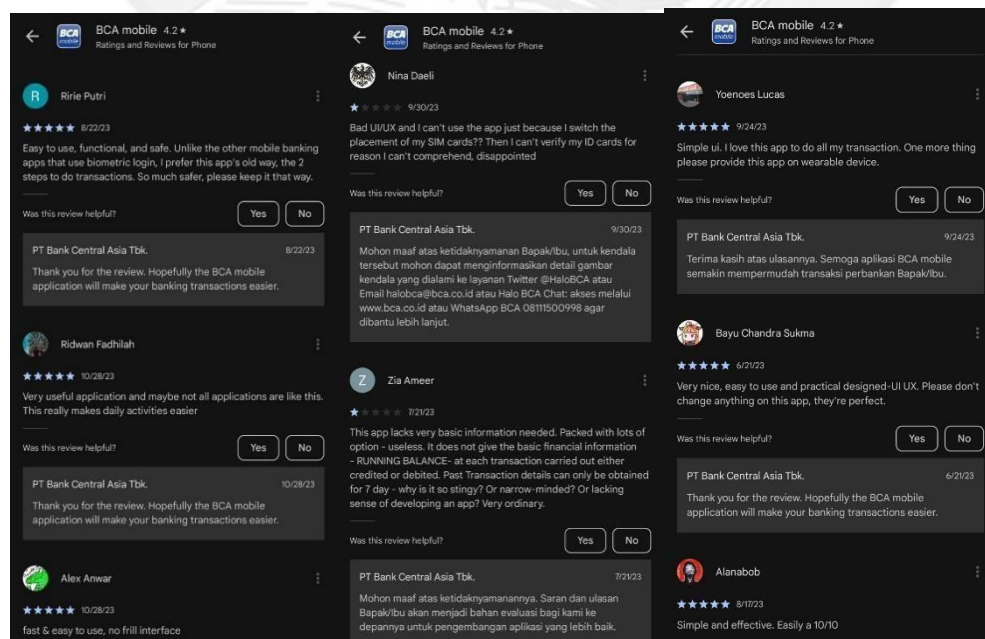 BCA mobile 4.2★
Ratings and Reviews for Phone
R Ririe Putri
★★★★★ 8/22/23
Easy to use, functional, and safe. Unlike the other mobile banking
apps that use biometric login, I prefer this app's old way, the 2
steps to do transactions. So much safer, please keep it that way.
Was this review helpful? Yes No
PT Bank Central Asia Tbk. 8/22/23
Thank you for the review. Hopefully the BCA mobile
application will make your banking transactions easier.
Ridwan Fadhilah
★★★★★ 10/28/23
Very useful application and maybe not all applications are like this.
This really makes daily activities easier
Was this review helpful? Yes No
PT Bank Central Asia Tbk. 10/28/23
Thank you for the review. Hopefully the BCA mobile
application will make your banking transactions easier.
Alex Anwar
★★★★★ 10/28/23
fast & easy to use, no frill interface
BCA mobile 4.2★
Ratings and Reviews for Phone
Nina Daeli
★★★★★ 9/30/23
Bad UI/UX and I can't use the app just because I switch the
placement of my SIM cards?? Then I can't verify my ID cards for
reason I can't comprehend, disappointed
Was this review helpful? Yes No
PT Bank Central Asia Tbk. 9/30/23
Mohon maaf atas ketidaknyamanan Bapak/Ibu, untuk kendala
tersebut mohon dapat menginformasikan detail gambar
kendala yang dialami ke layanan Twitter @HaloBCA atau
Email halobca@bca.co.id atau Halo BCA Chat: akses melalui
www.bca.co.id atau WhatsApp BCA 08111500998 agar
dibantu lebih lanjut.
Z Zia Ameer
★★★★★ 7/21/23
This app lacks very basic information needed. Packed with lots of
option - useless. It does not give the basic financial information
- RUNNING BALANCE- at each transaction carried out either
credited or debited. Past Transaction details can only be obtained
for 7 day - why is it so stingy? Or narrow-minded? Or lacking
sense of developing an app? Very ordinary.
Was this review helpful? Yes No
PT Bank Central Asia Tbk. 7/21/23
Mohon maaf atas ketidaknyamanannya. Saran dan ulasan
Bapak/Ibu akan menjadi bahan evaluasi bagi kami ke
depannya untuk pengembangan aplikasi yang lebih baik.
BCA mobile 4.2★
Ratings and Reviews for Phone
Yoenoes Lucas
★★★★★ 9/24/23
Simple ui. I love this app to do all my transaction. One more thing
please provide this app on wearable device.
Was this review helpful? Yes No
PT Bank Central Asia Tbk. 9/24/23
Terima kasih atas ulasannya. Semoga aplikasi BCA mobile
semakin mempermudah transaksi perbankan Bapak/Ibu.
Bayu Chandra Sukma
★★★★★ 6/21/23
Very nice, easy to use and practical designed-UI UX. Please don't
change anything on this app, they're perfect.
Was this review helpful? Yes No
PT Bank Central Asia Tbk. 6/21/23
Thank you for the review. Hopefully the BCA mobile
application will make your banking transactions easier.
Alanabob
★★★★★ 8/17/23
Simple and effective. Easily a 10/10